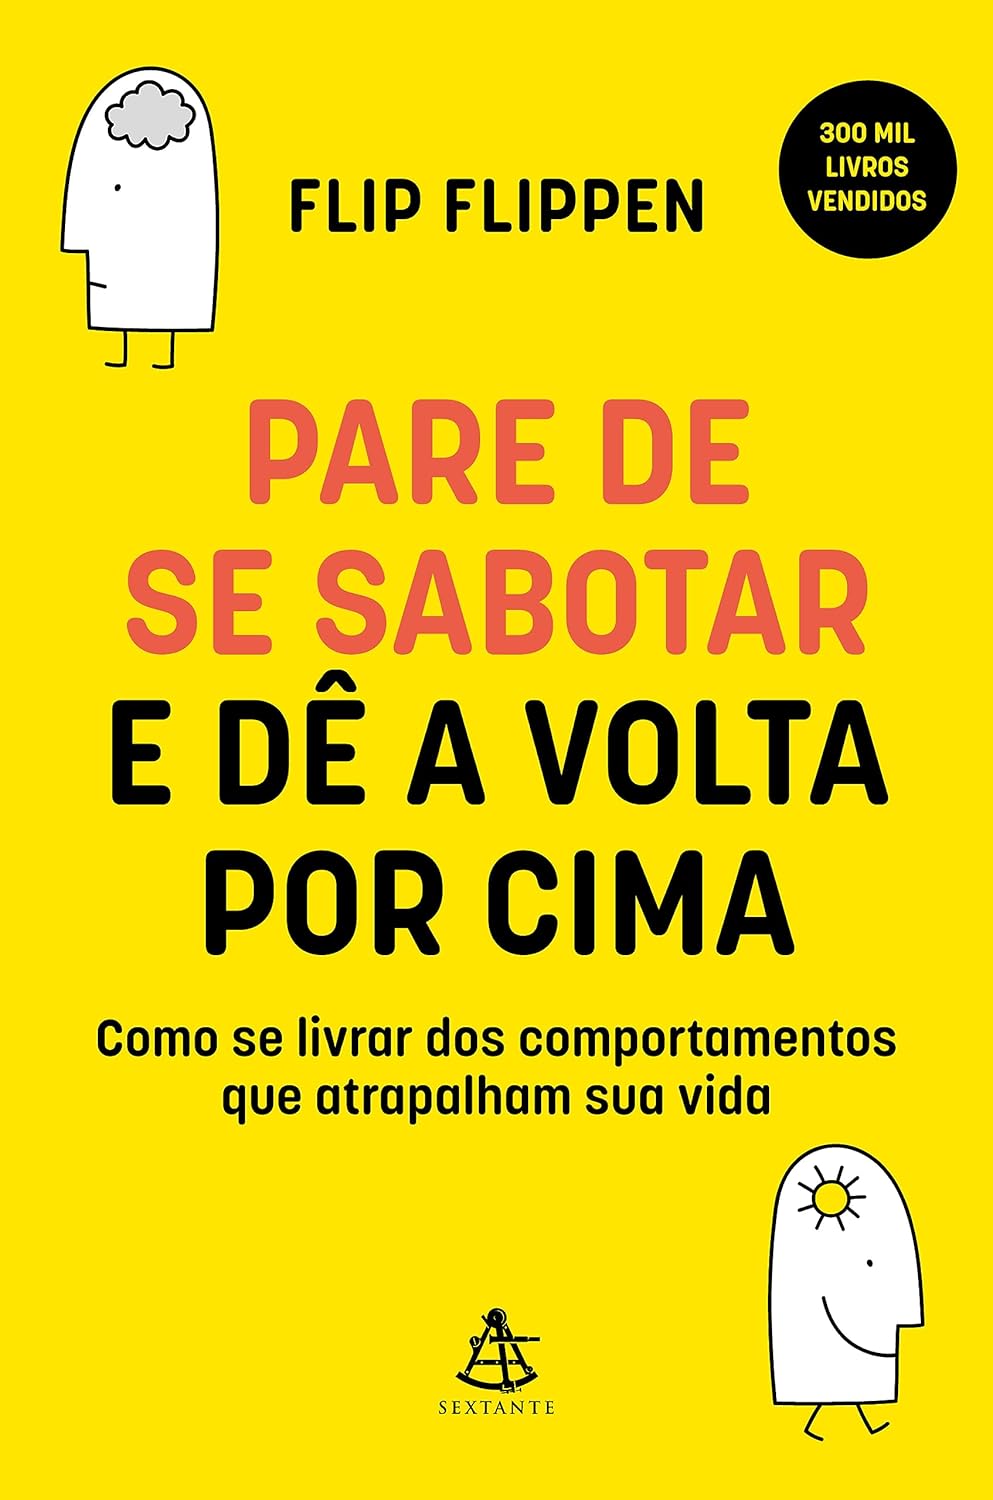 300 MIL
LIVROS
VENDIDOS
FLIP FLIPPEN
PARE DE
SE SABOTAR
E DÊ A VOLTA
POR CIMA
Como se livrar dos comportamentos
que atrapalham sua vida
SEXTANTE